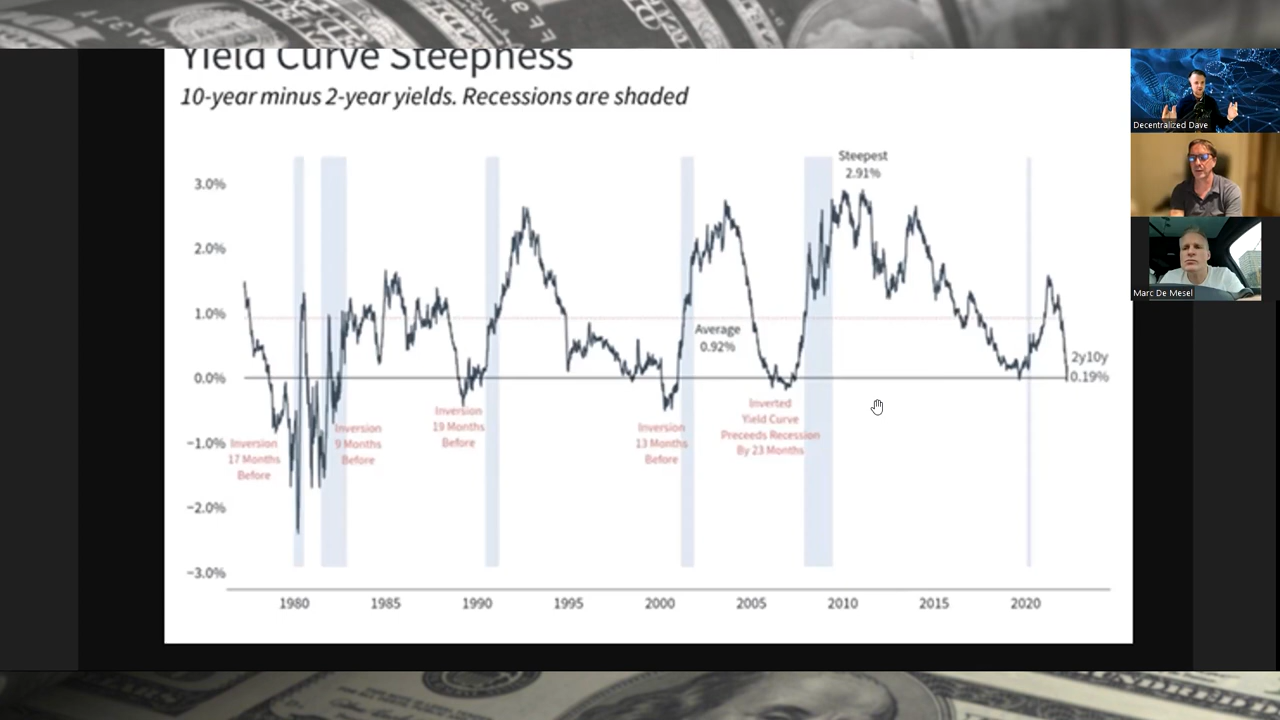 Yield Curve Steepness
10-year minus 2-year yields. Recessions are shaded
Decentralized Dave
Marc De Mesel
Steepest
2.91%
3.0%
2.0%
1.0%
0.0%
−1.0%
−2.0%
−3.0%
Average
0.92%
2y10y
0.19%
Inversion
17 Months
Before
Inversion
9 Months
Before
Inversion
19 Months
Before
Inversion
13 Months
Before
Inverted
Yield Curve
Preceeds Recession
By 23 Months
1980
1985
1990
1995
2000
2005
2010
2015
2020